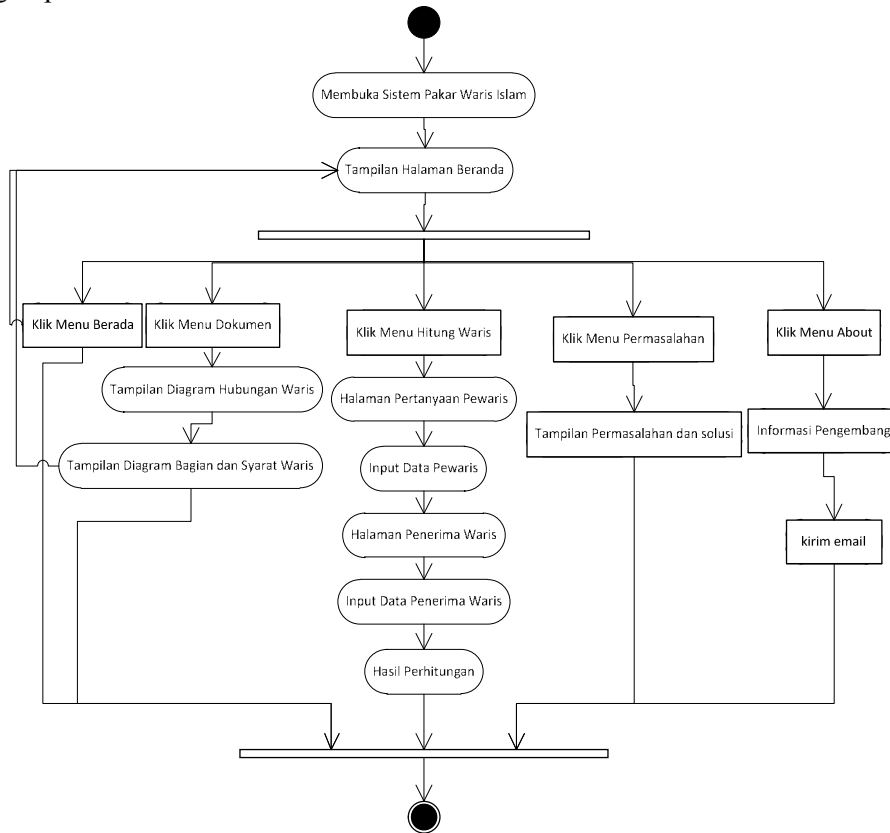 Membuka Sistem Pakar Waris Islam
Tampilan Halaman Beranda
Klik Menu Berada
Klik Menu Dokumen
Klik Menu Hitung Waris
Klik Menu Permasalahan
Klik Menu About
Tampilan Diagram Hubungan Waris
Halaman Pertanyaan Pewaris
Tampilan Permasalahan dan solusi
Informasi Pengembang
Tampilan Diagram Bagian dan Syarat Waris
Input Data Pewaris
Halaman Penerima Waris
kirim email
Input Data Penerima Waris
Hasil Perhitungan